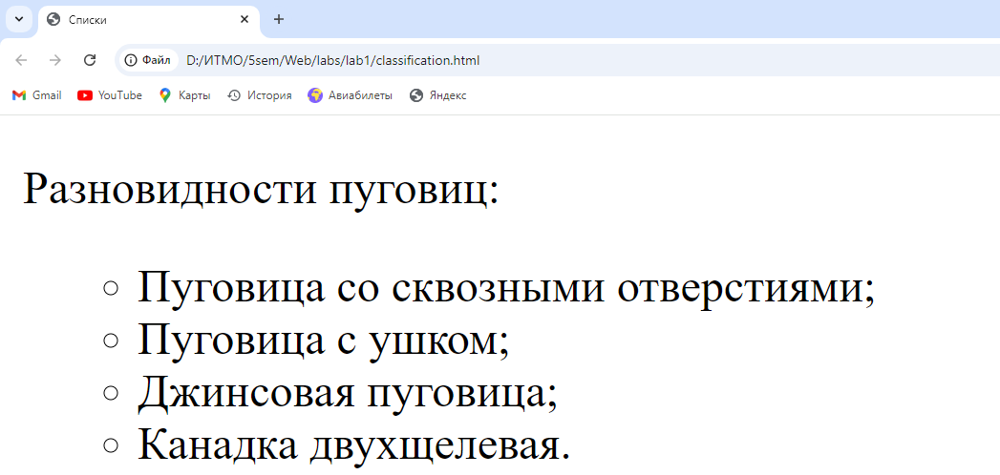 Списки
Файл D:/ИТМО/5sem/Web/labs/lab1/classification.html
Gmail YouTube Карты История Авиабилеты Яндекс
Разновидности пуговиц:
Пуговица со сквозными отверстиями;
Пуговица с ушком;
Джинсовая пуговица;
Канадка двухщелевая.